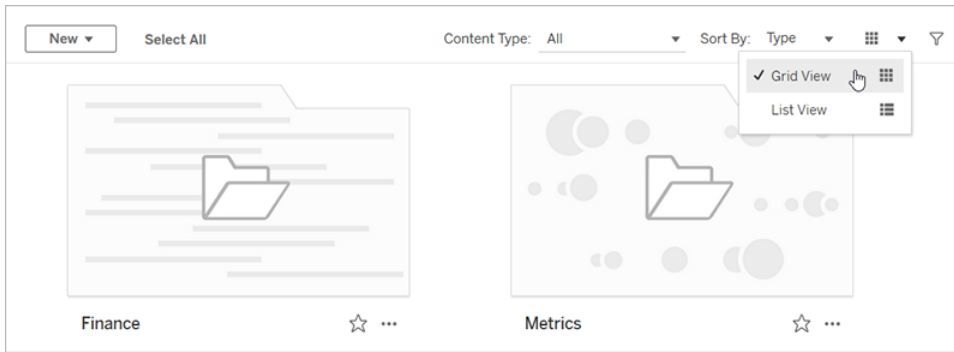 New
Select All
Content Type: All
Sort By: Type
Grid View
List View
Finance
Metrics